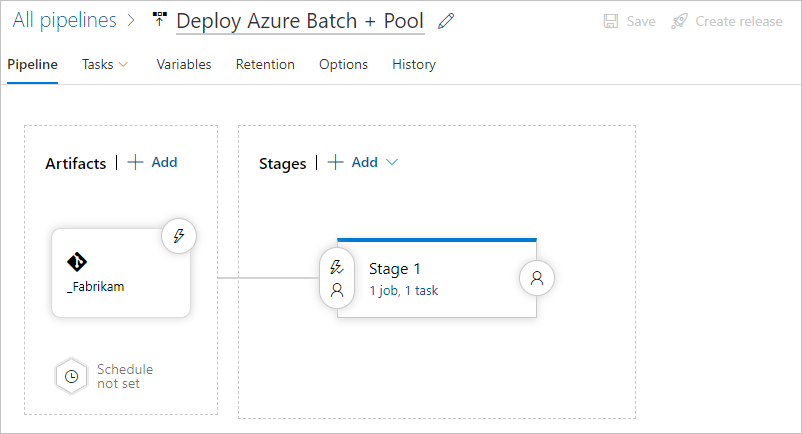 All pipelines > Deploy Azure Batch + Pool Save Create release
Pipeline Tasks Variables Retention Options History
Artifacts | + Add
Stages | + Add
_Fabrikam
Stage 1
1 job, 1 task
Schedule
not set